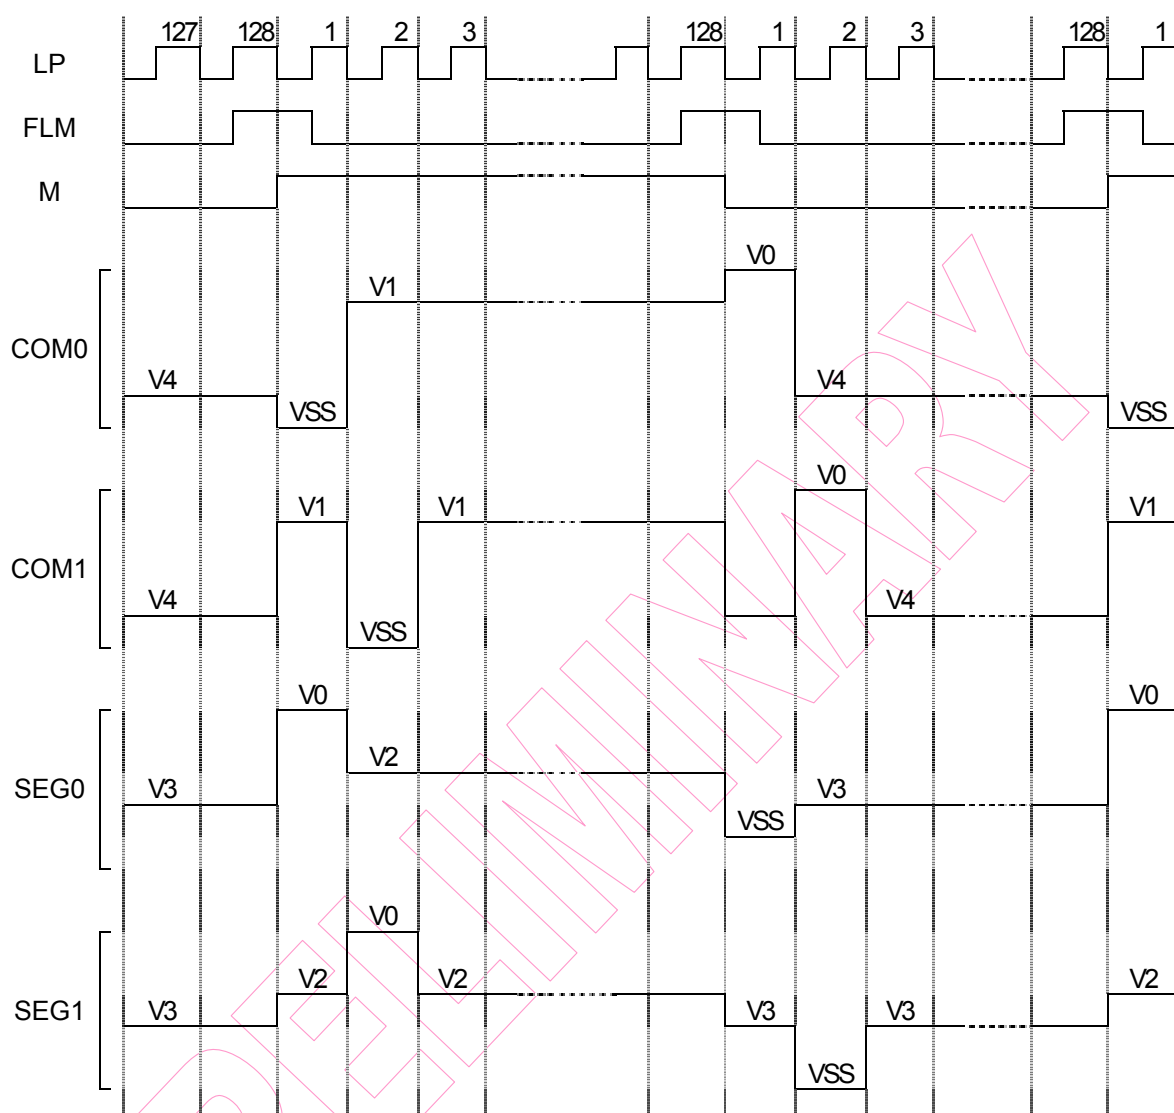 127 128 1 2 3 128 1 2 3 128 1
LP
FLM
M
V0
V1
COM0
V4 V4
VSS VSS
V0
V1 V1 V1
COM1
V4 V4
VSS
V0 V0
V2
SEG0 V3 V3
VSS
V0
V2 V2 V2
SEG1 V3 V3 V3
VSS
PRELIMINARY